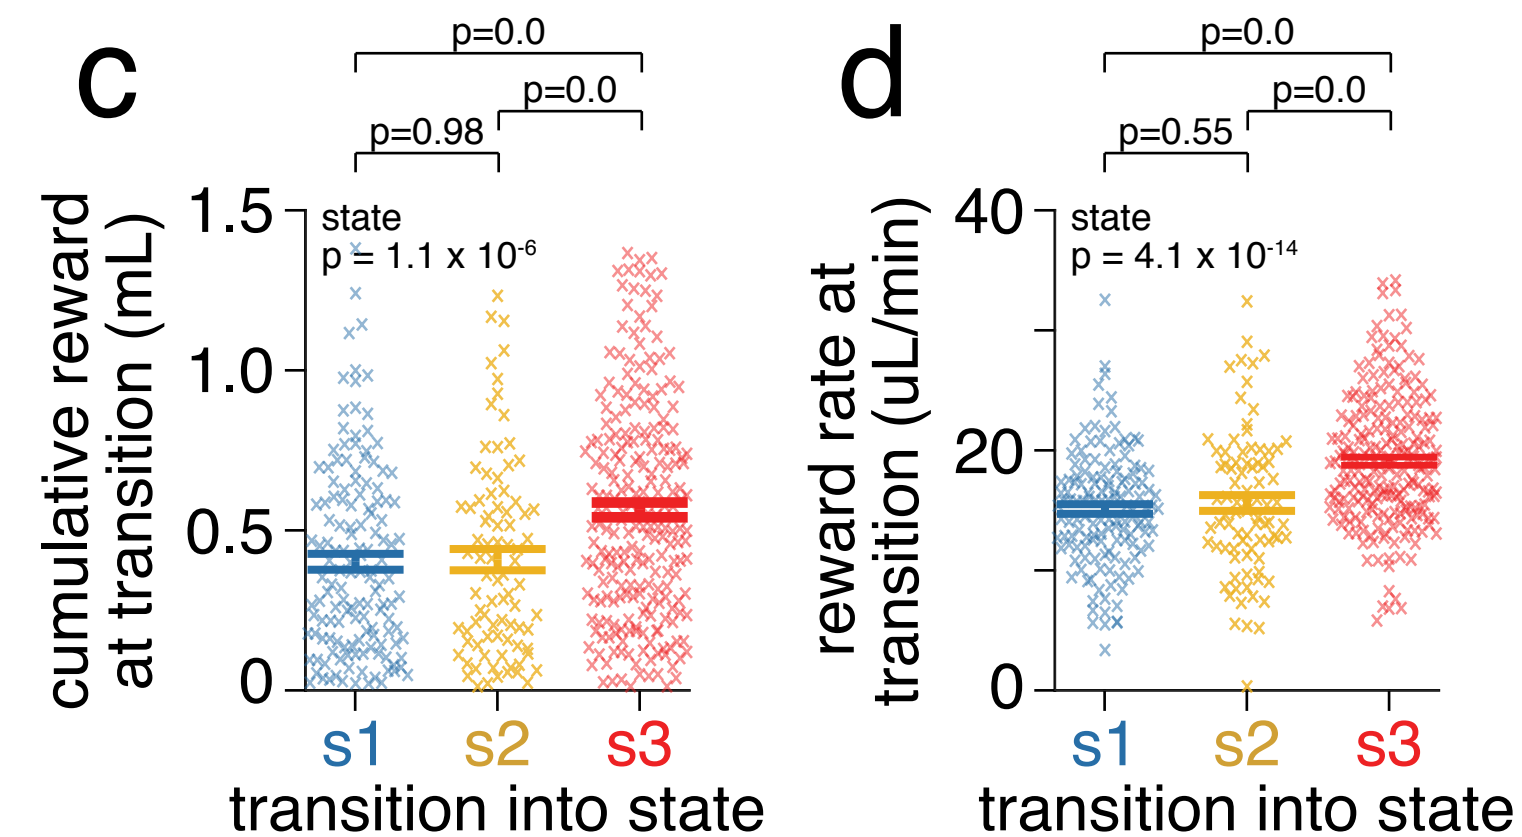 c
p=0.0
p=0.0
p=0.98
cumulative reward
at transition (mL)
1.5
1.0
0.5
0
state
p = 1.1 x 10⁻⁶
s1 s2 s3
transition into state
d
p=0.0
p=0.0
p=0.55
reward rate at
transition (uL/min)
40
20
0
state
p = 4.1 x 10⁻¹⁴
s1 s2 s3
transition into state